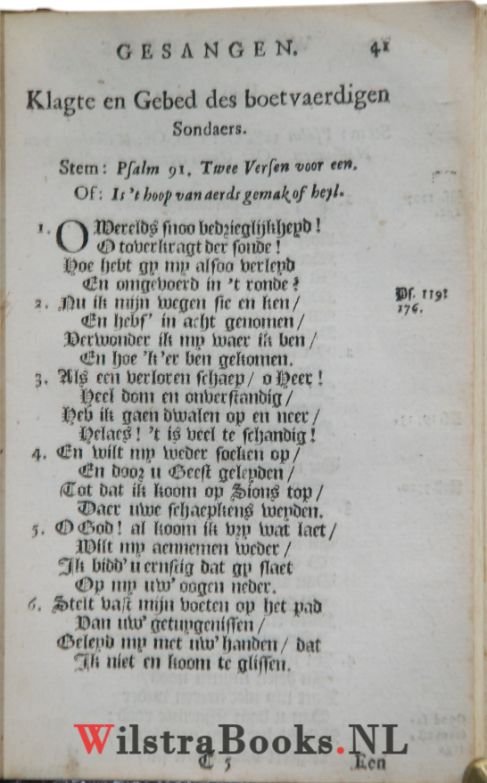 GESANGEN. 41
Klagte en Gebed des boetvaerdigen
Sondaers.
Stem: Psalm 91. Twee Versen voor een.
Of: Is 't hoop van aerds gemak of heyl.
1. O Werelds snoo bedrieglijkheyd!
O toverkragt der sonde!
Hoe hebt gy my alsoo verleyd
En omgevoerd in 't ronde?
2. Nu ik mijn wegen sie en ken/
En hebs' in acht genomen/
Verwonder ik my waer ik ben/
En hoe 'k'er ben gekomen.
Ps. 119:
176.
3. Als een verloren schaep/ o Heer!
Heel dom en onverstandig/
Heb ik gaen dwalen op en neer/
Helaes! 't is veel te schandig!
4. En wilt my weder soeken op/
En door u Geest geleyden/
Tot dat ik koom op Sions top/
Daer uwe schaepkens weyden.
5. O God! al koom ik vry wat laet/
Wilt my aennemen weder/
Ik bidd' u ernstig dat gy slaet
Op my uw' oogen neder.
6. Stelt vast mijn voeten op het pad
Van uw' getuygenissen/
Geleyd my met uw' handen/ dat
Ik niet en koom te glissen.
C 5 Een
WilstraBooks.NL